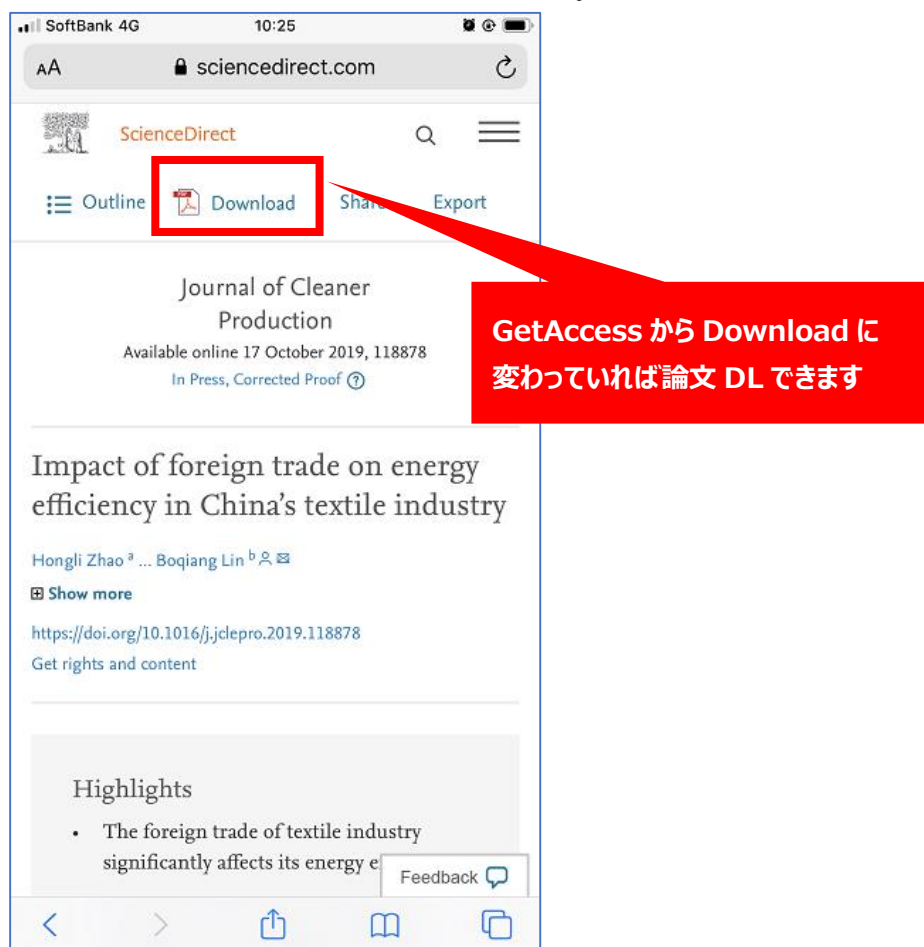 SoftBank 4G 10:25
AA sciencedirect.com
ScienceDirect
Outline Download Share Export
Journal of Cleaner
Production
Available online 17 October 2019, 118878
In Press, Corrected Proof ?
GetAccess から Download に
変わっていれば論文 DL できます
Impact of foreign trade on energy
efficiency in China's textile industry
Hongli Zhao a ... Boqiang Lin b
Show more
https://doi.org/10.1016/j.jclepro.2019.118878
Get rights and content
Highlights
• The foreign trade of textile industry
significantly affects its energy e
Feedback